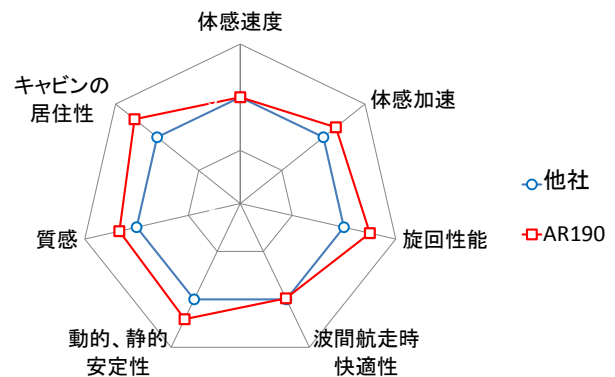 体感速度
体感加速
旋回性能
波間航走時
快適性
動的、静的
安定性
質感
キャビンの
居住性
他社
AR190